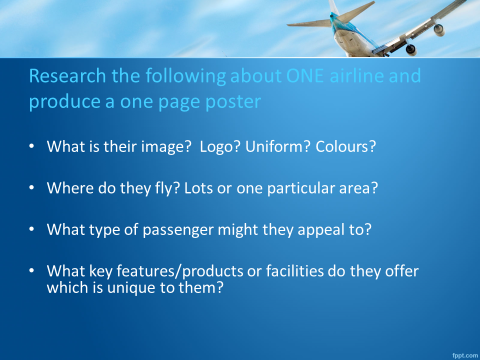 Research the following about ONE airline and
produce a one page poster
• What is their image?  Logo? Uniform? Colours?
• Where do they fly? Lots or one particular area?
• What type of passenger might they appeal to?
• What key features/products or facilities do they offer
which is unique to them?
fppt.com